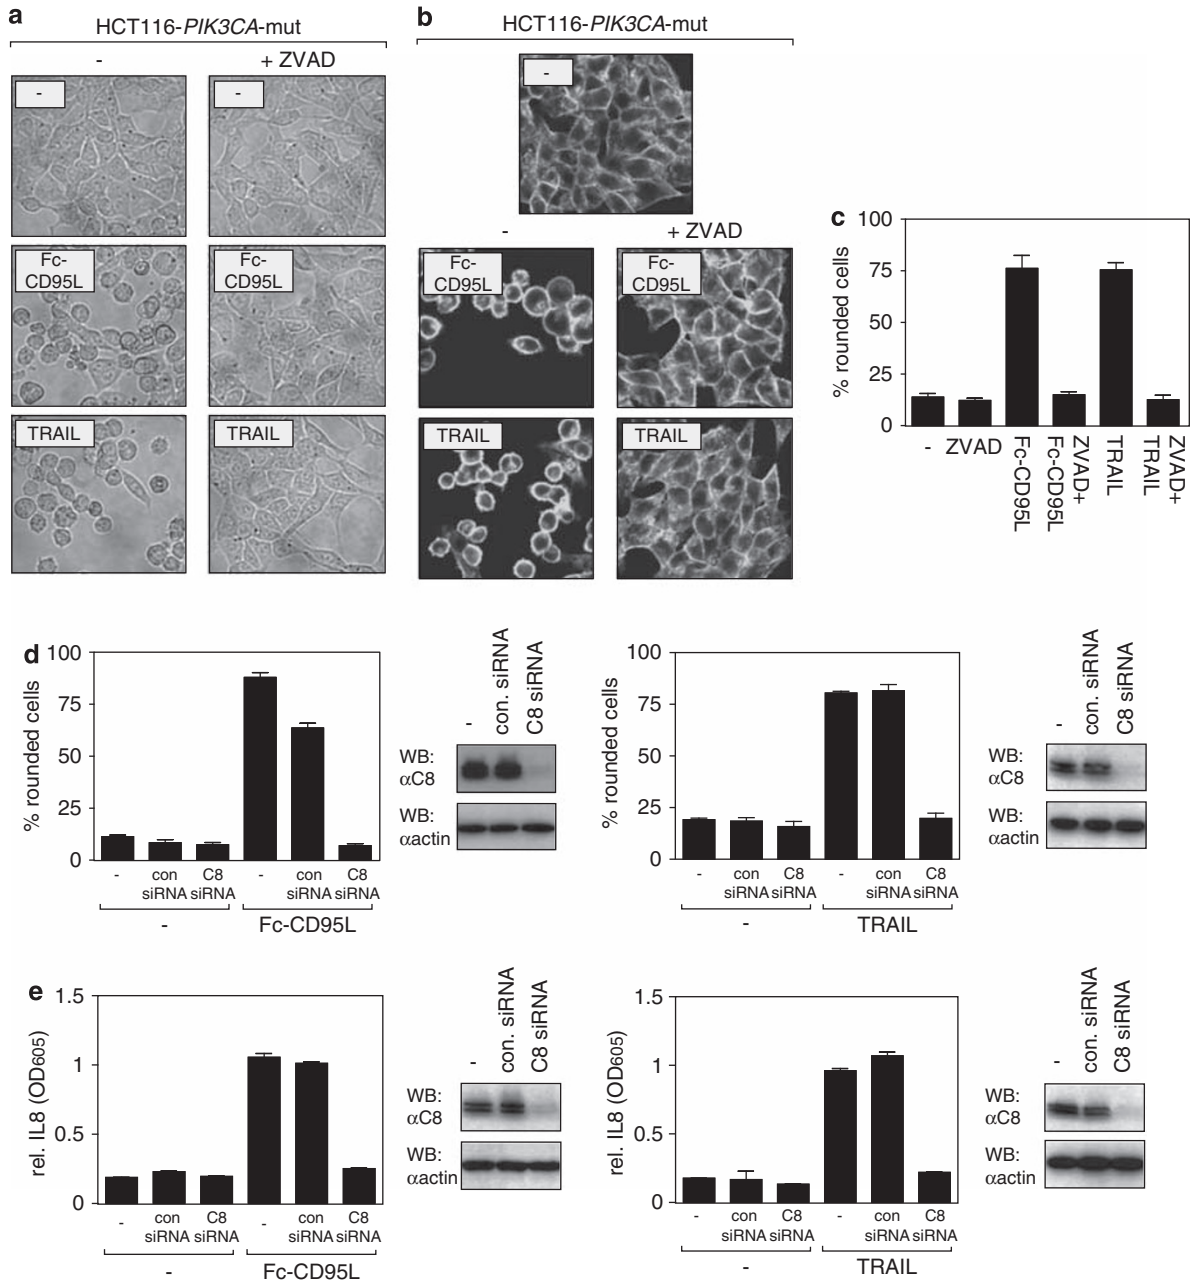 a
HCT116-PIK3CA-mut
-
+ ZVAD
-
-
Fc-
CD95L
Fc-
CD95L
TRAIL
TRAIL
b
HCT116-PIK3CA-mut
-
-
+ ZVAD
Fc-
CD95L
Fc-
CD95L
TRAIL
TRAIL
c
% rounded cells
100
75
50
25
0
-
ZVAD
Fc-CD95L
ZVAD+
Fc-CD95L
TRAIL
ZVAD+
TRAIL
d
% rounded cells
100
75
50
25
0
-
con
siRNA
C8
siRNA
-
con
siRNA
C8
siRNA
-
Fc-CD95L
-
con. siRNA
C8 siRNA
WB:
αC8
WB:
αactin
% rounded cells
100
75
50
25
0
-
con
siRNA
C8
siRNA
-
con
siRNA
C8
siRNA
-
TRAIL
-
con. siRNA
C8 siRNA
WB:
αC8
WB:
αactin
e
rel. IL8 (OD605)
1.5
1
0.5
0
-
con
siRNA
C8
siRNA
-
con
siRNA
C8
siRNA
-
Fc-CD95L
-
con. siRNA
C8 siRNA
WB:
αC8
WB:
αactin
rel. IL8 (OD605)
1.5
1
0.5
0
-
con
siRNA
C8
siRNA
-
con
siRNA
C8
siRNA
-
TRAIL
-
con. siRNA
C8 siRNA
WB:
αC8
WB:
αactin